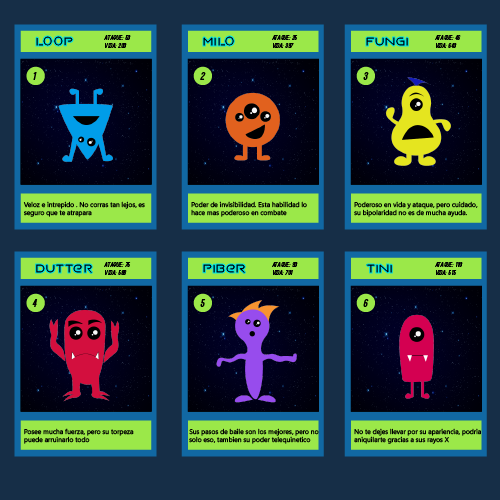 LOOP
MILO
FUNGI
1
2
3
Veloz e intrepido . No corras tan lejos, es
seguro que te atrapara
Poder de invisibilidad. Esta habilidad lo
hace mas poderoso en combate
Poderoso en vida y ataque, pero cuidado,
su bipolaridad no es de mucha ayuda.
DUTTER
PIBER
TINI
4
5
6
Posee mucha fuerza, pero su torpeza
puede arruinarlo todo
Sus pasos de baile son los mejores, pero no
solo eso, tambien su poder telequinetico
No te dejes llevar por su apariencia, podria
aniquilarte gracias a sus rayos X